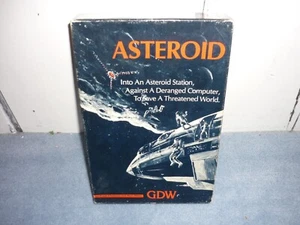 ASTEROID
Into An Asteroid Station,
Against A Deranged Computer,
To Save A Threatened World.
GDW